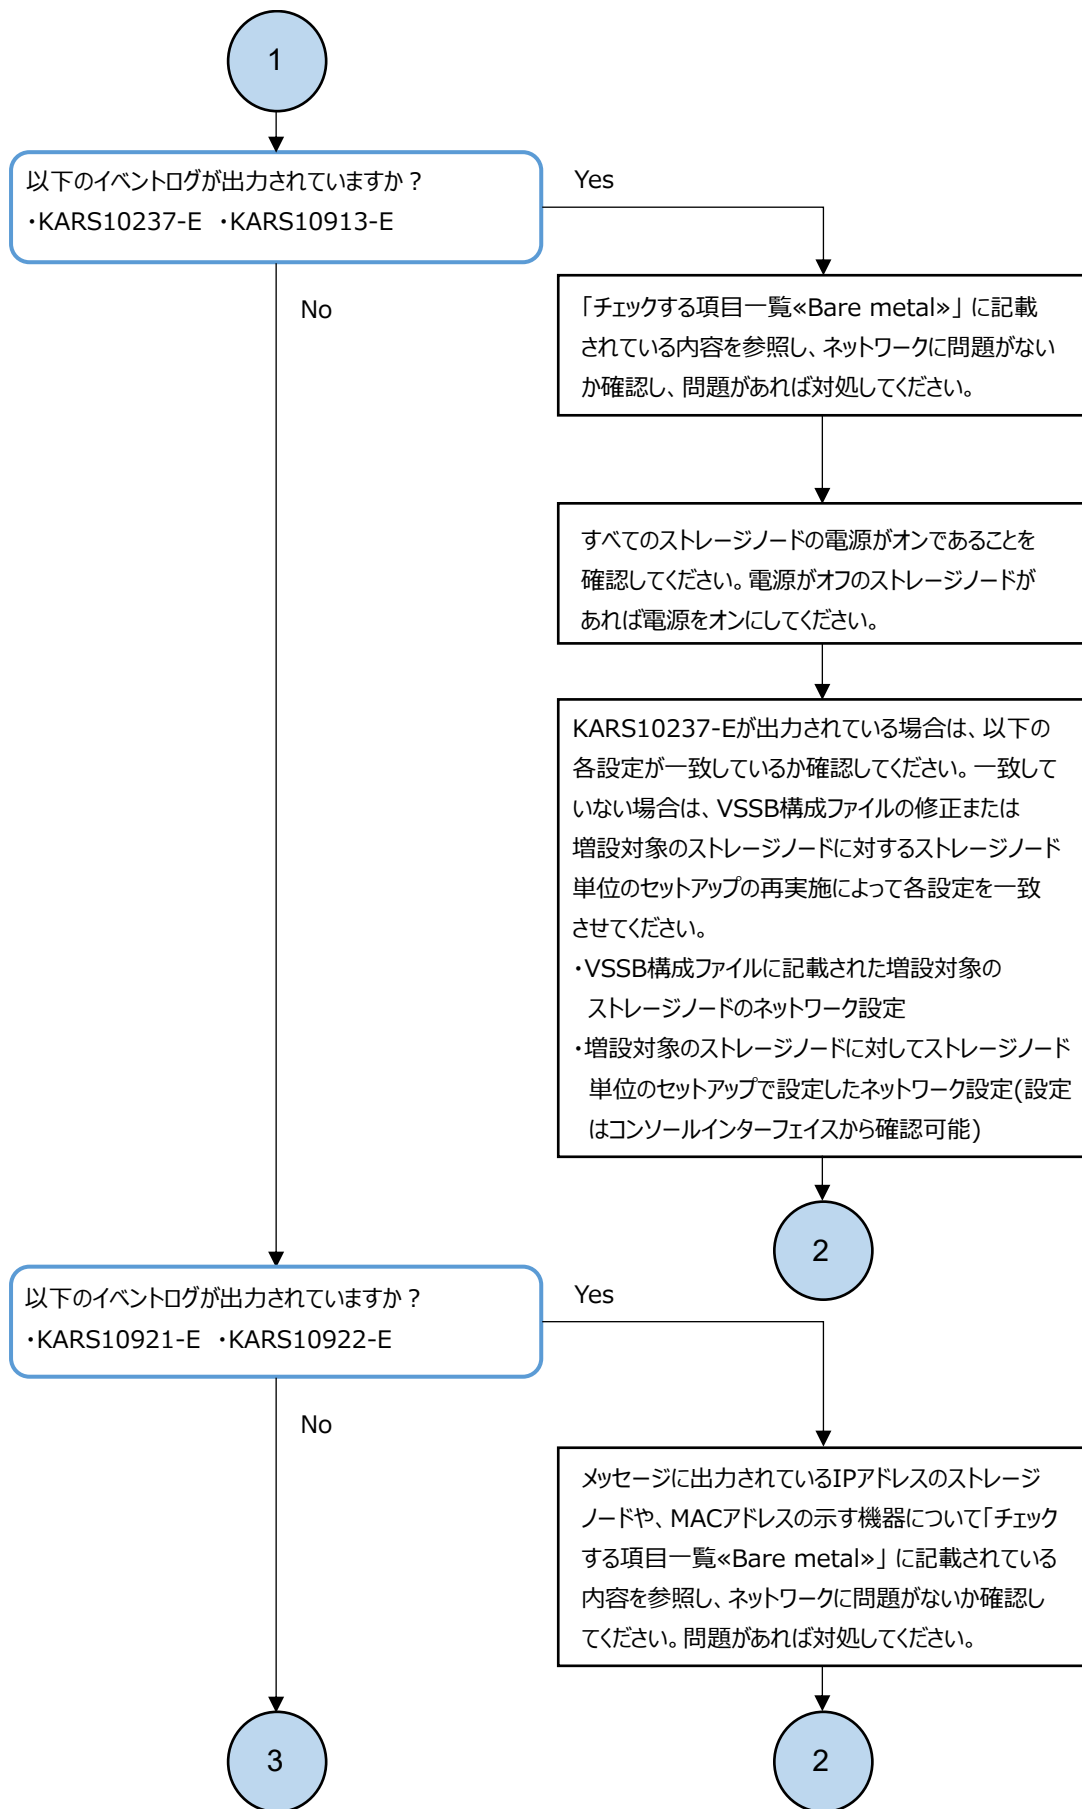 1
以下のイベントログが出力されていますか？
・KARS10237-E ・KARS10913-E
Yes
No
「チェックする項目一覧«Bare metal»」に記載
されている内容を参照し、ネットワークに問題がない
か確認し、問題があれば対処してください。
すべてのストレージノードの電源がオンであることを
確認してください。電源がオフのストレージノードが
あれば電源をオンにしてください。
KARS10237-Eが出力されている場合は、以下の
各設定が一致しているか確認してください。一致して
いない場合は、VSSB構成ファイルの修正または
増設対象のストレージノードに対するストレージノード
単位のセットアップの再実施によって各設定を一致
させてください。
・VSSB構成ファイルに記載された増設対象の
ストレージノードのネットワーク設定
・増設対象のストレージノードに対してストレージノード
単位のセットアップで設定したネットワーク設定(設定
はコンソールインターフェイスから確認可能)
2
以下のイベントログが出力されていますか？
・KARS10921-E ・KARS10922-E
Yes
No
メッセージに出力されているIPアドレスのストレージ
ノードや、MACアドレスの示す機器について「チェック
する項目一覧«Bare metal»」に記載されている
内容を参照し、ネットワークに問題がないか確認し
てください。問題があれば対処してください。
3
2